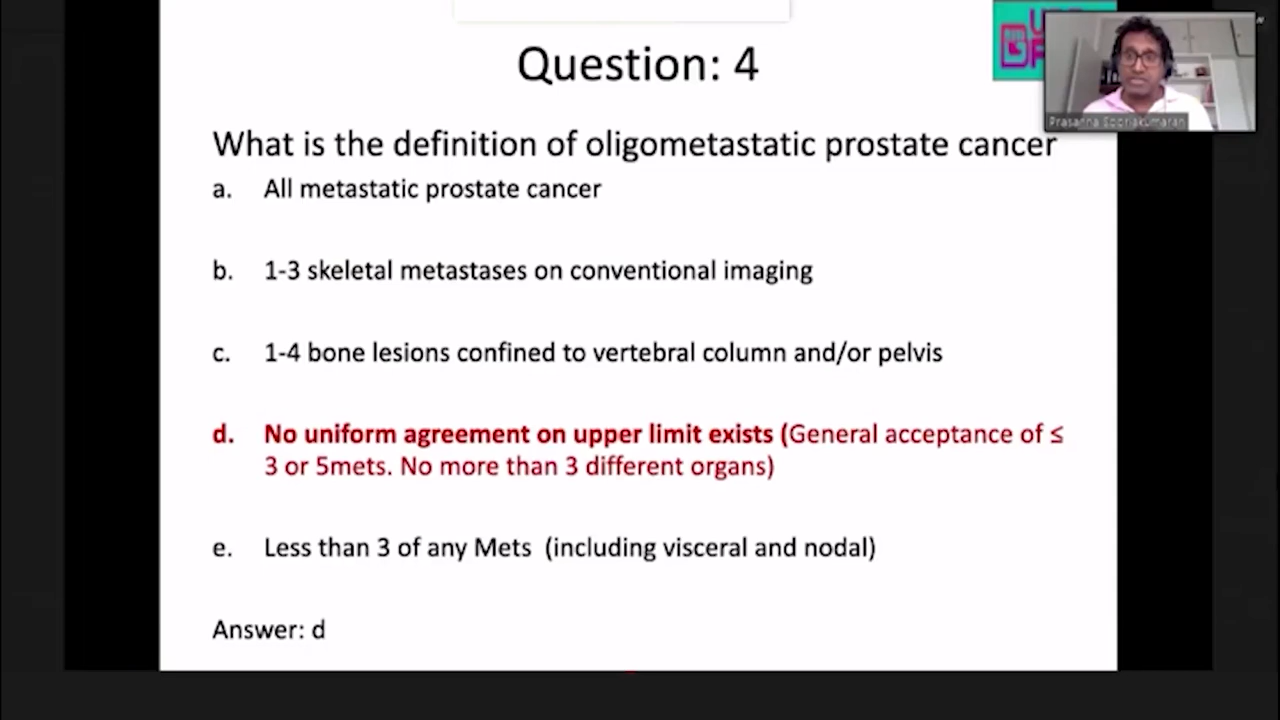 Question: 4
Prasanna Sooriakumaran
What is the definition of oligometastatic prostate cancer
a. All metastatic prostate cancer
b. 1-3 skeletal metastases on conventional imaging
c. 1-4 bone lesions confined to vertebral column and/or pelvis
d. No uniform agreement on upper limit exists (General acceptance of ≤
3 or 5mets. No more than 3 different organs)
e. Less than 3 of any Mets (including visceral and nodal)
Answer: d